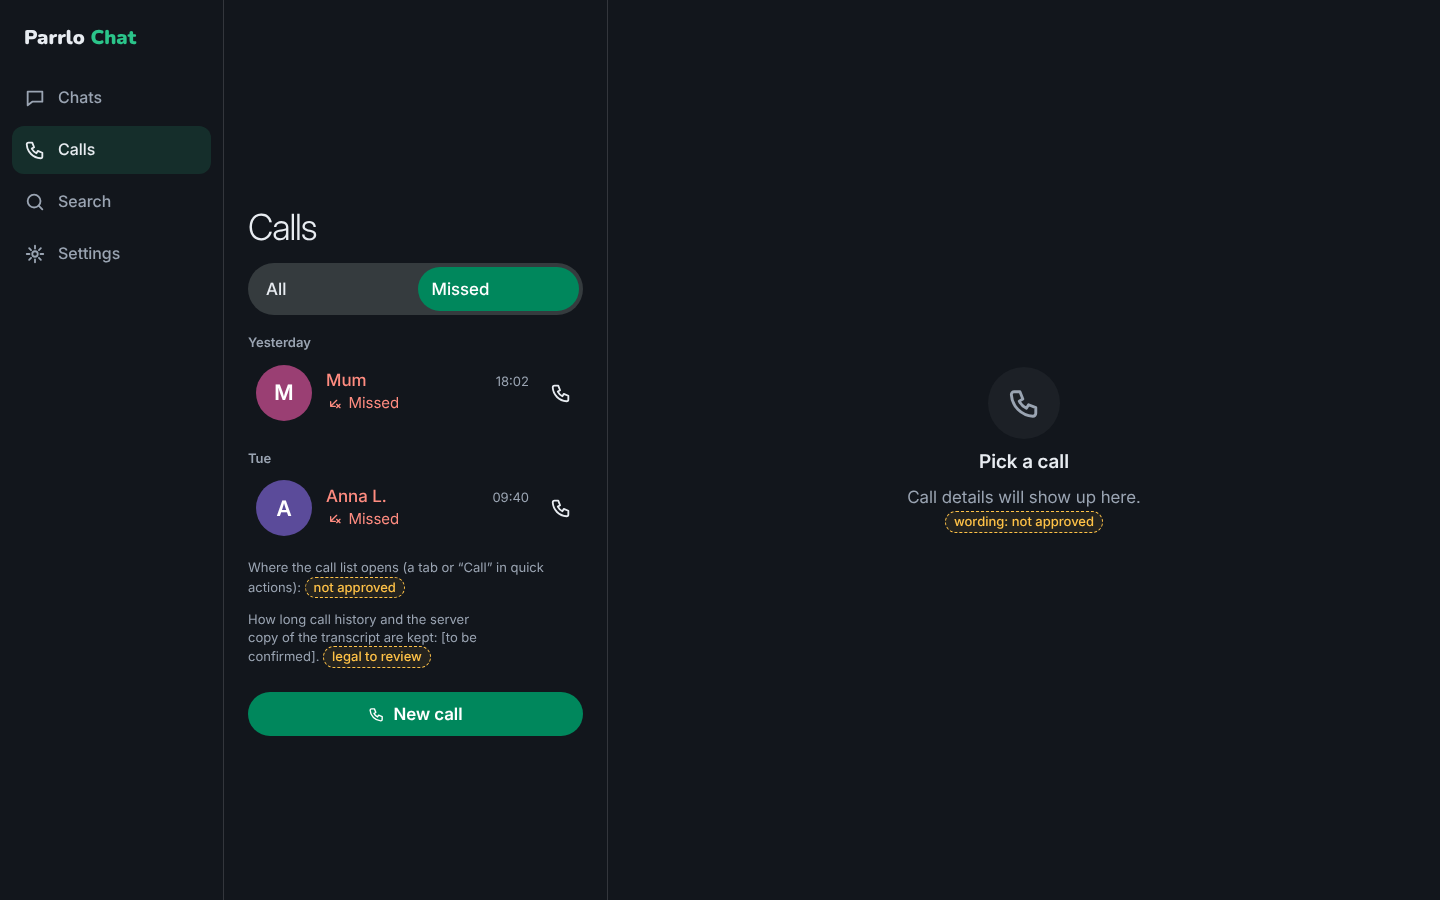 Parrlo Chat
Chats
Calls
Search
Settings
Calls
All
Missed
Yesterday
M
Mum
18:02
Missed
Tue
A
Anna L.
09:40
Missed
Where the call list opens (a tab or “Call” in quick
actions): not approved
How long call history and the server
copy of the transcript are kept: [to be
confirmed]. legal to review
New call
Pick a call
Call details will show up here.
wording: not approved